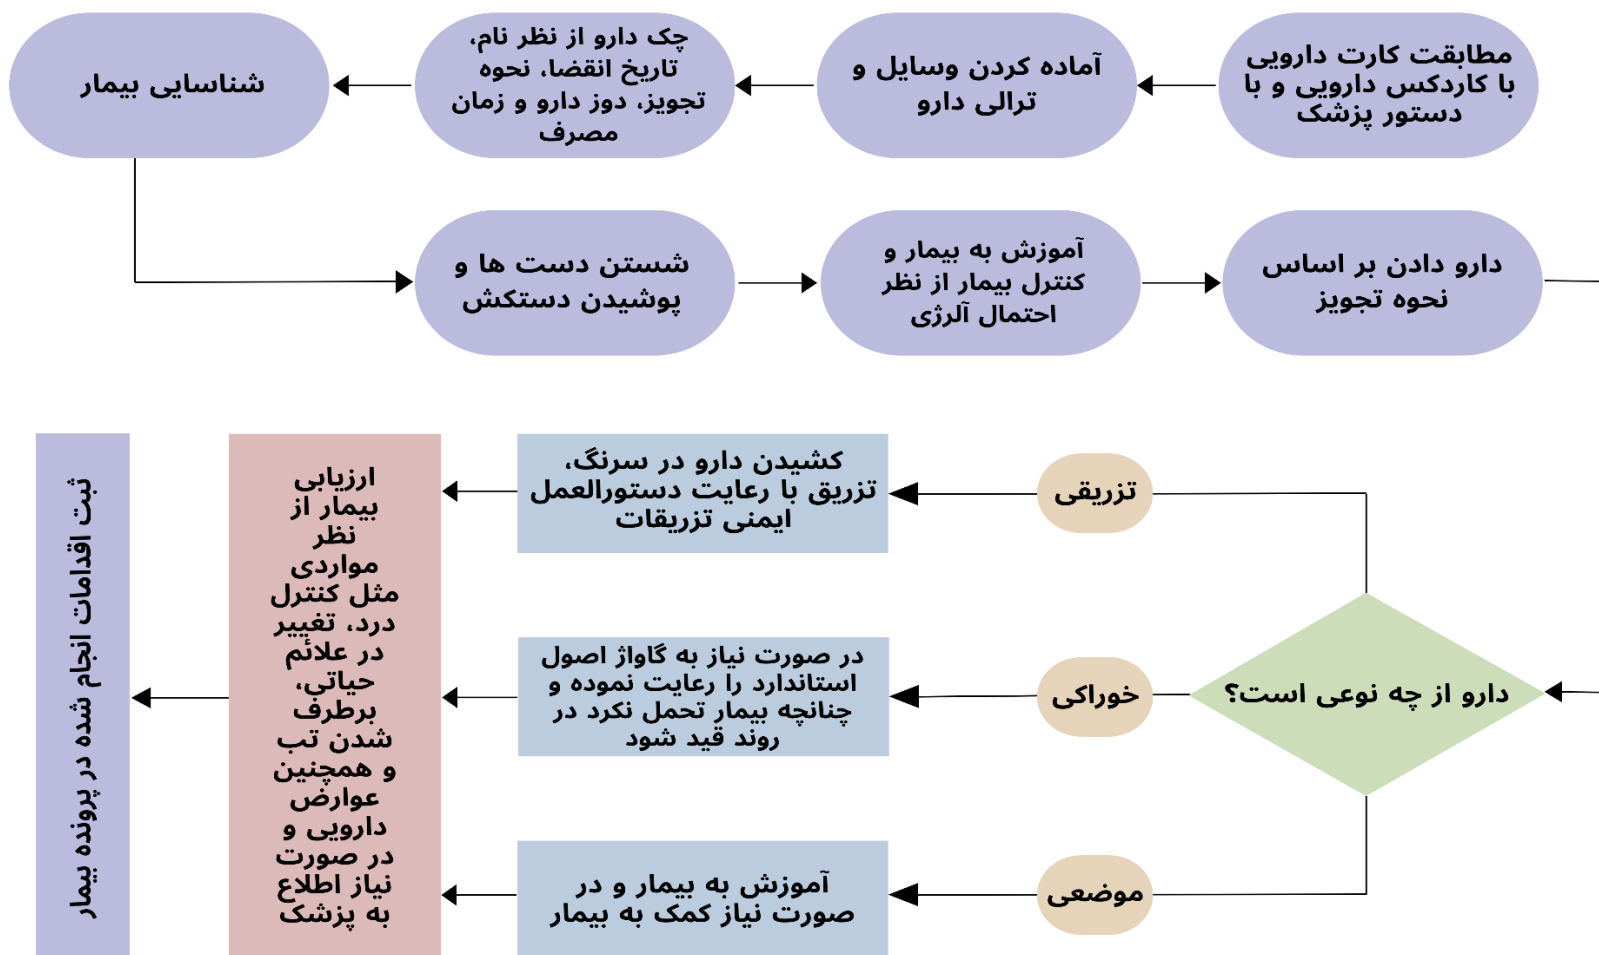 مطابقت کارت دارویی
با کاردکس دارویی و با
دستور پزشک
آماده کردن وسایل و
ترالی دارو
چک دارو از نظر نام،
تاریخ انقضا، نحوه
تجویز، دوز دارو و زمان
مصرف
شناسایی بیمار
شستن دست ها و
پوشیدن دستکش
آموزش به بیمار و
کنترل بیمار از نظر
احتمال آلرژی
دارو دادن بر اساس
نحوه تجویز
دارو از چه نوعی است؟
تزریقی
کشیدن دارو در سرنگ،
تزریق با رعایت دستورالعمل
ایمنی تزریقات
خوراکی
در صورت نیاز به گاواژ اصول
استاندارد را رعایت نموده و
چنانچه بیمار تحمل نکرد در
روند قید شود
موضعی
آموزش به بیمار و در
صورت نیاز کمک به بیمار
ارزیابی
بیمار از
نظر
مواردی
مثل کنترل
درد، تغییر
در علائم
حیاتی،
برطرف
شدن تب
و همچنین
عوارض
دارویی و
در صورت
نیاز اطلاع
به پزشک
ثبت اقدامات انجام شده در پرونده بیمار